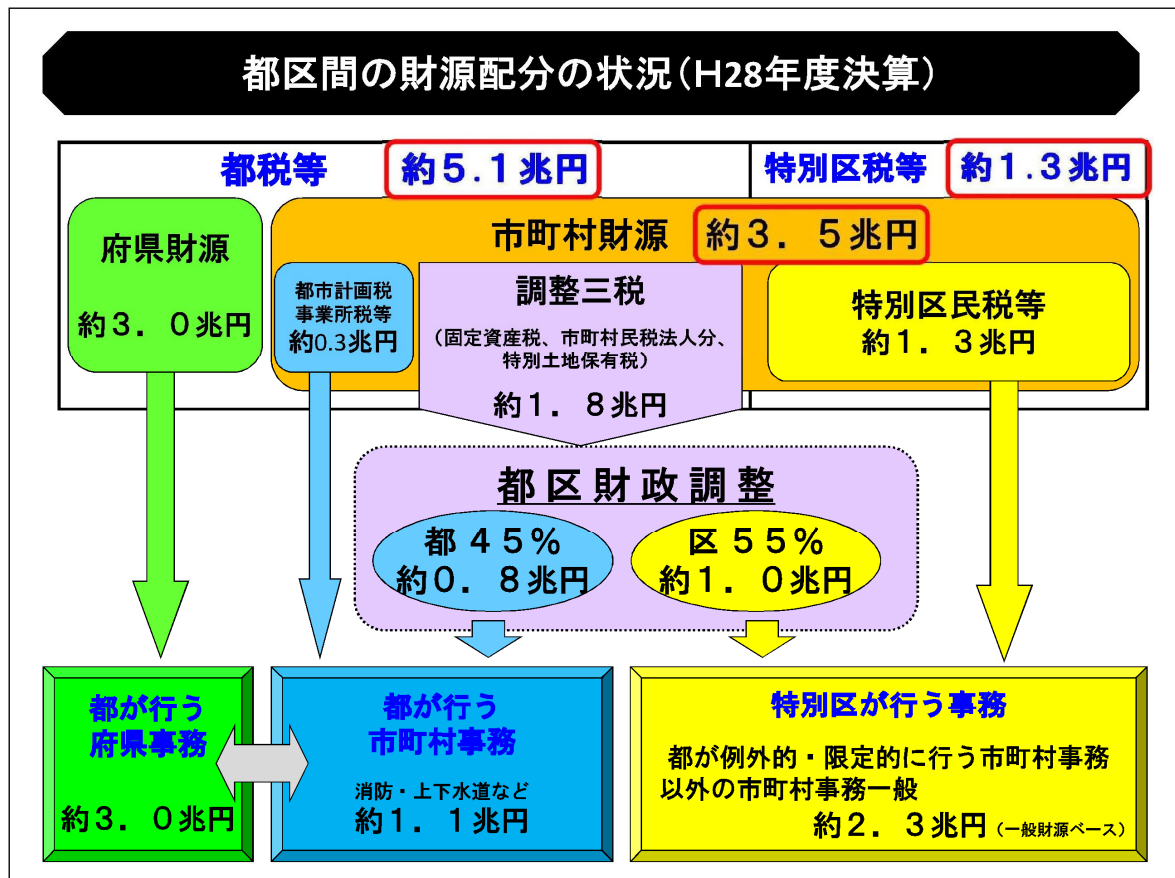 都区間の財源配分の状況(H28年度決算)
都税等 約5.1兆円
特別区税等 約1.3兆円
府県財源
約3.0兆円
市町村財源 約3.5兆円
都市計画税
事業所税等
約0.3兆円
調整三税
(固定資産税、市町村民税法人分、
特別土地保有税)
約1.8兆円
特別区民税等
約1.3兆円
都区財政調整
都45%
約0.8兆円
区55%
約1.0兆円
都が行う
府県事務
約3.0兆円
都が行う
市町村事務
消防・上下水道など
約1.1兆円
特別区が行う事務
都が例外的・限定的に行う市町村事務
以外の市町村事務一般
約2.3兆円(一般財源ベース)